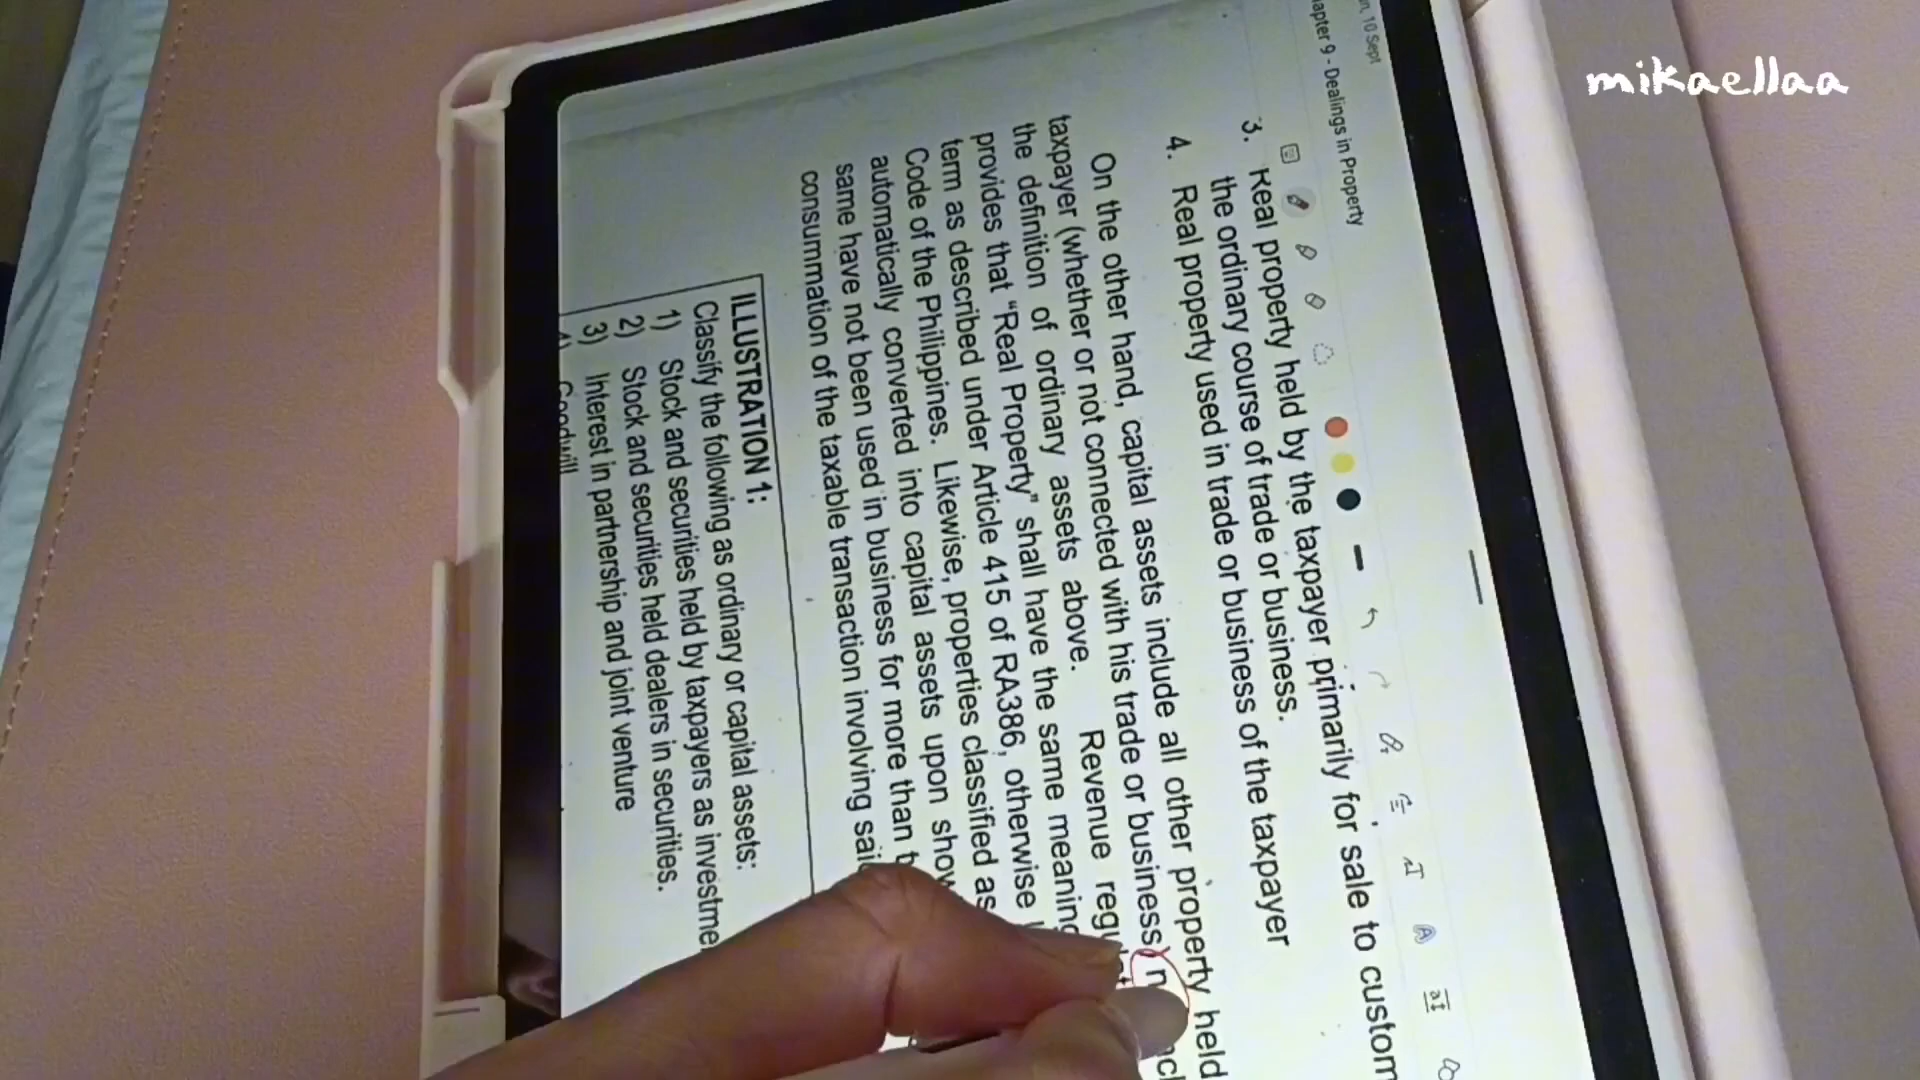 mikaellaa
10 Sept
apter 9 - Dealings in Property
3. Real property held by the taxpayer primarily for sale to custom
the ordinary course of trade or business.
4. Real property used in trade or business of the taxpayer
On the other hand, capital assets include all other property held
taxpayer (whether or not connected with his trade or business)
the definition of ordinary assets above. Revenue
provides that "Real Property" shall have the same meaning
term as described under Article 415 of RA386, otherwise
Code of the Philippines. Likewise, properties classified as
automatically converted into capital assets upon show
same have not been used in business for more than
consummation of the taxable transaction involving said
ILLUSTRATION 1:
Classify the following as ordinary or capital assets:
1) Stock and securities held by taxpayers as investme
2) Stock and securities held dealers in securities.
3) Interest in partnership and joint venture
4) Goodwill